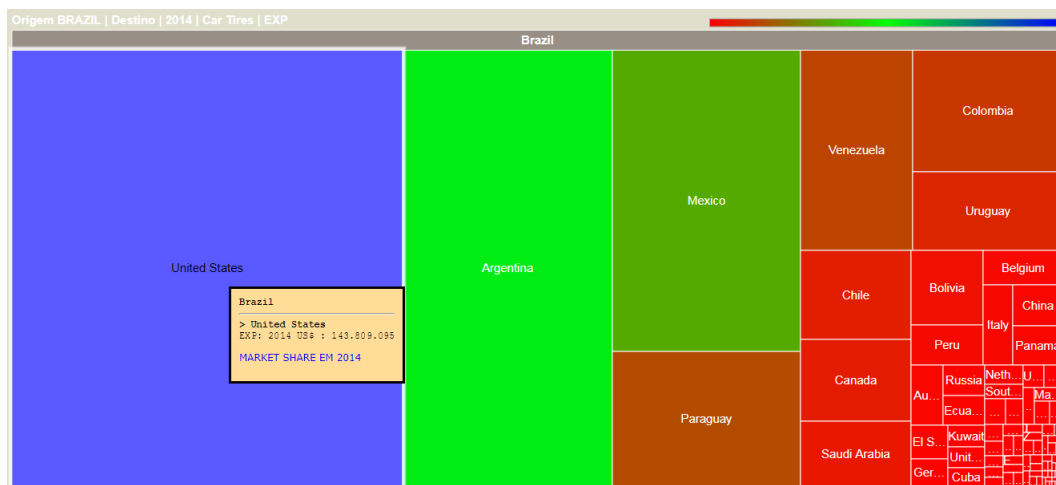 Origem BRAZIL | Destino | 2014 | Car Tires | EXP
Brazil
United States
Argentina
Mexico
Paraguay
Venezuela
Colombia
Uruguay
Chile
Canada
Saudi Arabia
Bolivia
Peru
Belgium
Italy
China
Panama
Au...
Russia
Ecua...
Neth...
Sout...
U...
Ma...
El S...
Kuwait
Unit...
Ger...
Cuba
Brazil
> United States
EXP: 2014 US$ : 143.809.095
MARKET SHARE EM 2014